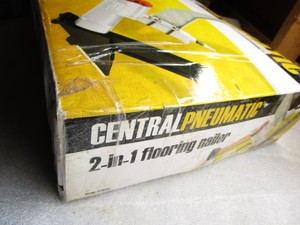 CENTRALPNEUMATIC
2-in-1 flooring nailer